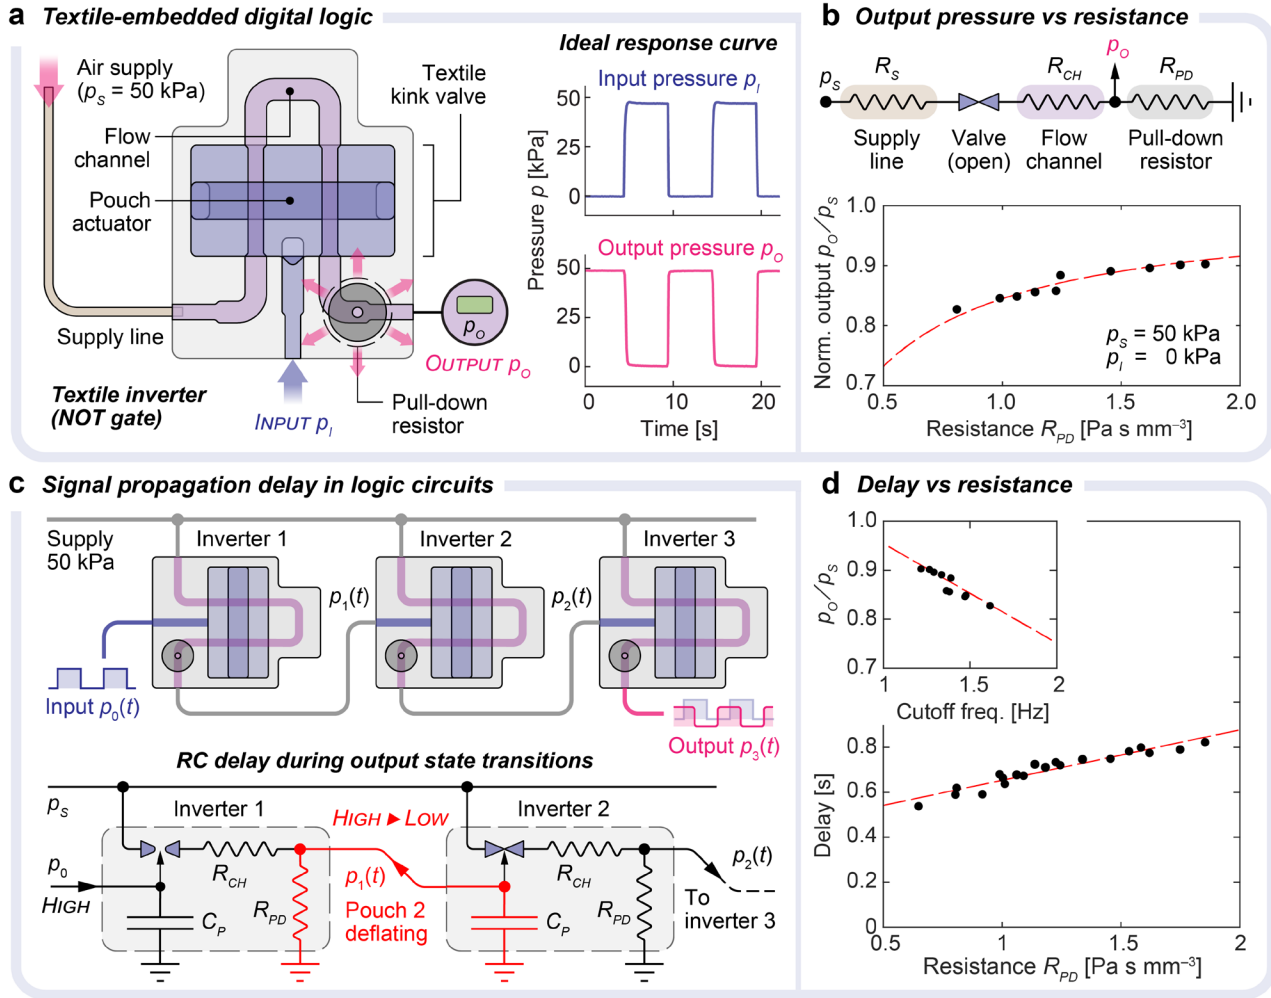 a Textile-embedded digital logic
Air supply
(pS = 50 kPa)
Flow
channel
Pouch
actuator
Textile
kink valve
Supply line
Textile inverter
(NOT gate)
INPUT pI
pO
OUTPUT pO
Pull-down
resistor
Ideal response curve
Input pressure pI
50
25
0
10
20
Pressure p [kPa]
Output pressure pO
50
25
0
0
10
20
Time [s]
b Output pressure vs resistance
pO
pS
RS
RCH
RPD
Supply
line
Valve
(open)
Flow
channel
Pull-down
resistor
Norm. output pO/pS
1.0
0.9
0.8
0.7
pS = 50 kPa
pI = 0 kPa
0.5
1.0
1.5
2.0
Resistance RPD [Pa s mm−3]
c Signal propagation delay in logic circuits
Supply
50 kPa
Inverter 1
Inverter 2
Inverter 3
p1(t)
p2(t)
Input p0(t)
Output p3(t)
RC delay during output state transitions
pS
Inverter 1
HIGH ▶ LOW
Inverter 2
p0
HIGH
RCH
CP
RPD
p1(t)
Pouch 2
deflating
RCH
CP
RPD
p2(t)
To
inverter 3
d Delay vs resistance
pO/pS
1.0
0.9
0.8
0.7
1
1.5
2
Cutoff freq. [Hz]
Delay [s]
0.8
0.6
0.4
0.2
0
0.5
1
1.5
2
Resistance RPD [Pa s mm−3]